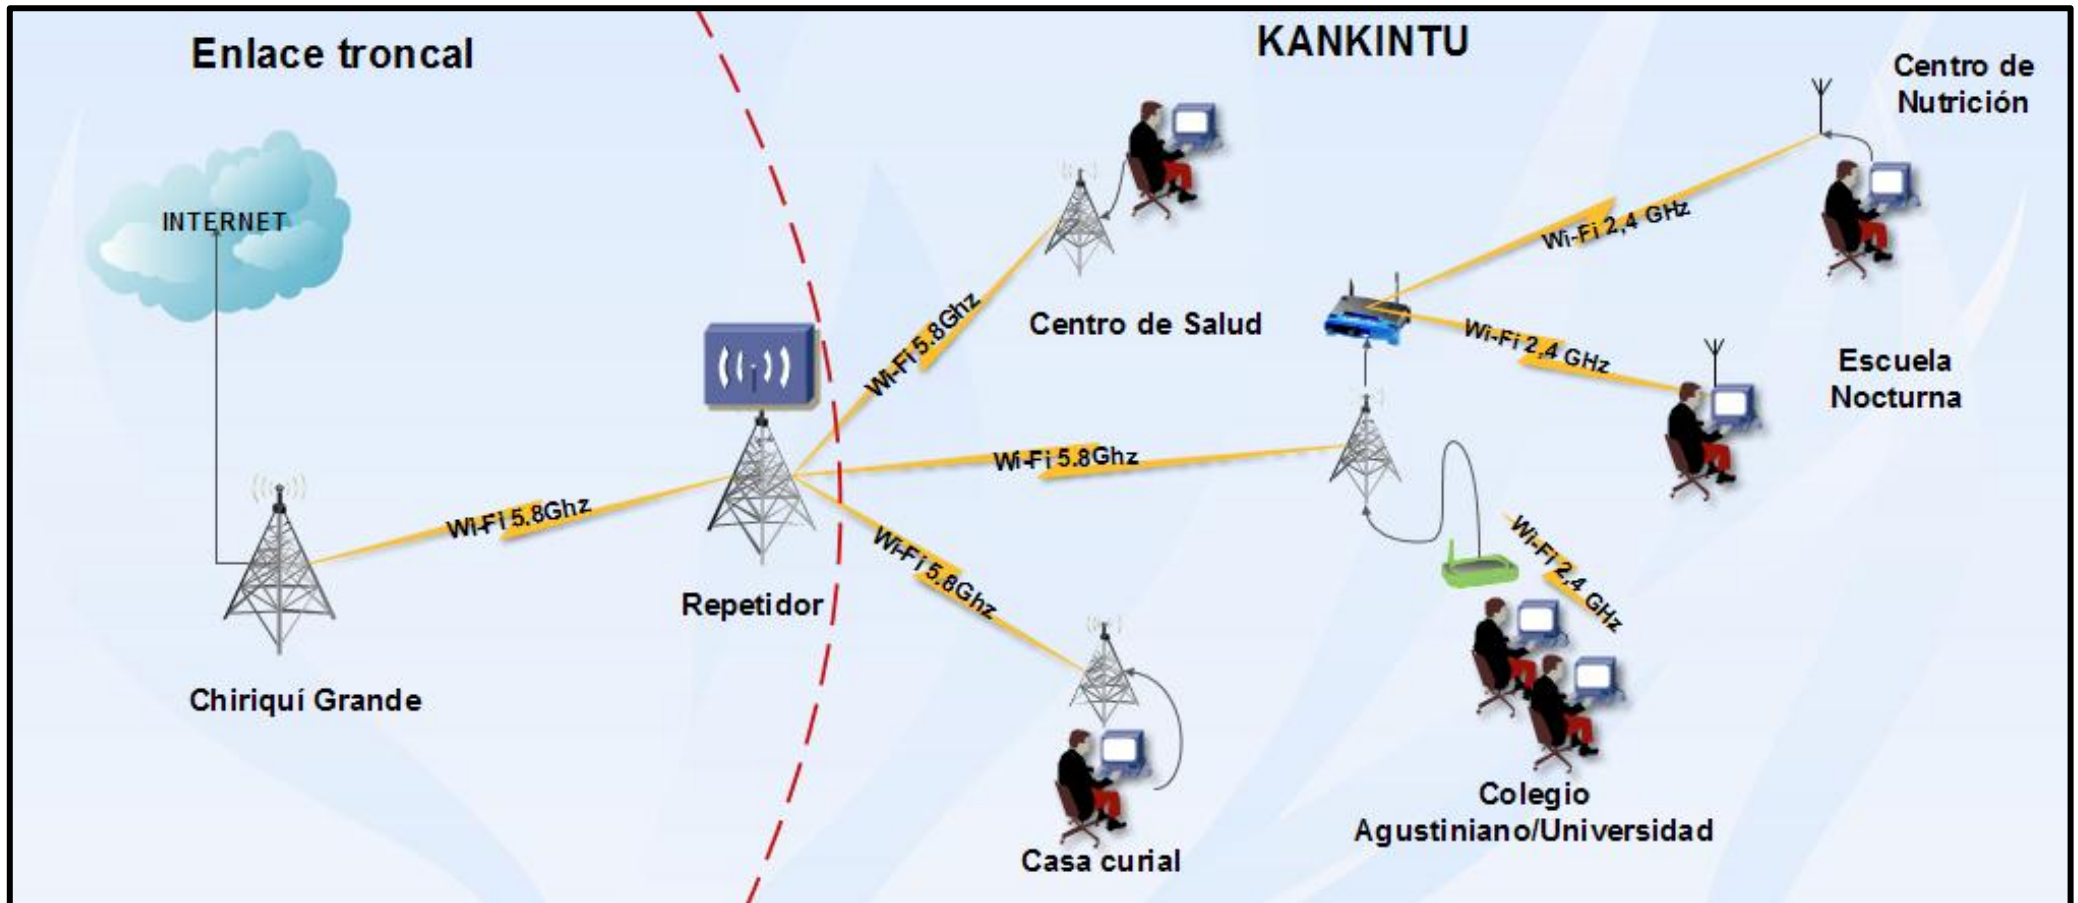 Enlace troncal
KANKINTU
Centro de
Nutrición
INTERNET
Wi-Fi 2,4 GHz
Wi-Fi 5.8Ghz
Centro de Salud
Wi-Fi 2,4 GHz
Escuela
Nocturna
Wi-Fi 5.8Ghz
Wi-Fi 5.8Ghz
Wi-Fi 5.8Ghz
Wi-Fi 2,4 GHz
Repetidor
Chiriquí Grande
Colegio
Agustiniano/Universidad
Casa curial